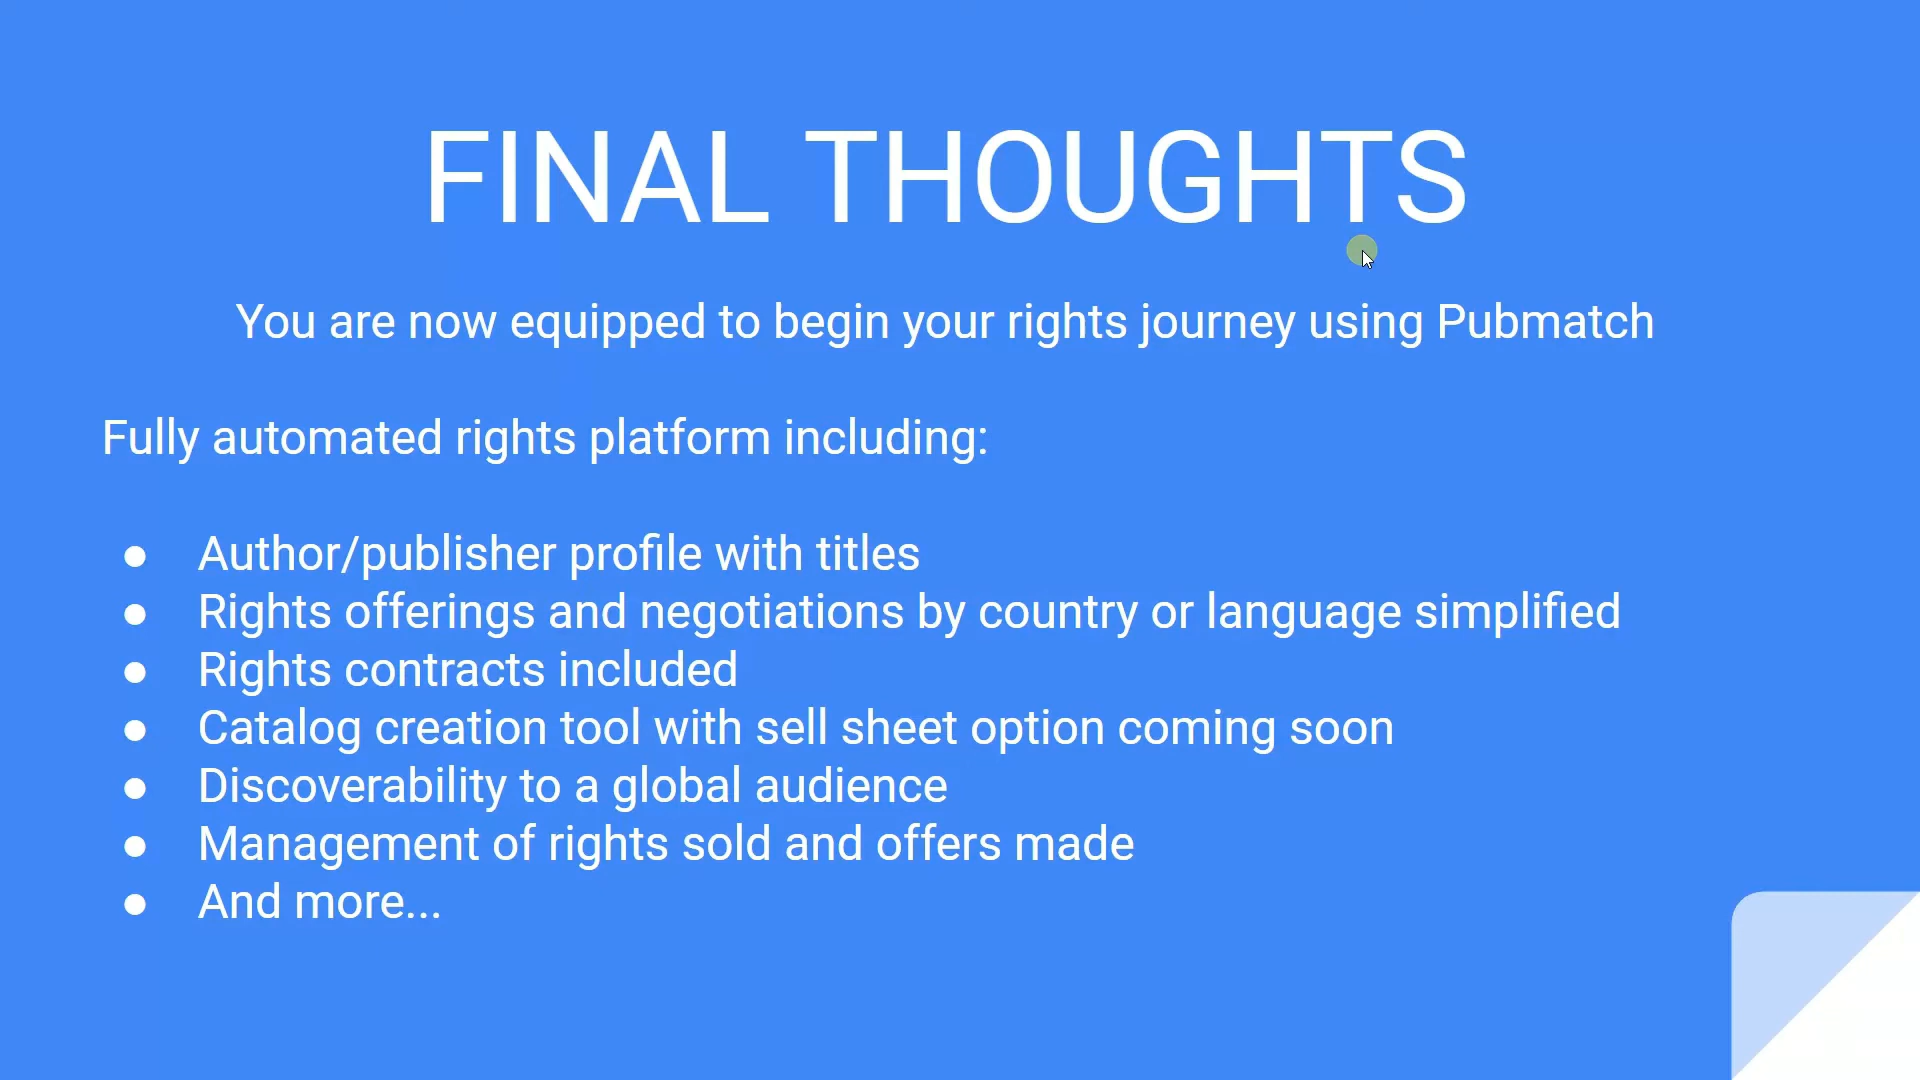 FINAL THOUGHTS
You are now equipped to begin your rights journey using Pubmatch
Fully automated rights platform including:
● Author/publisher profile with titles
● Rights offerings and negotiations by country or language simplified
● Rights contracts included
● Catalog creation tool with sell sheet option coming soon
● Discoverability to a global audience
● Management of rights sold and offers made
● And more...